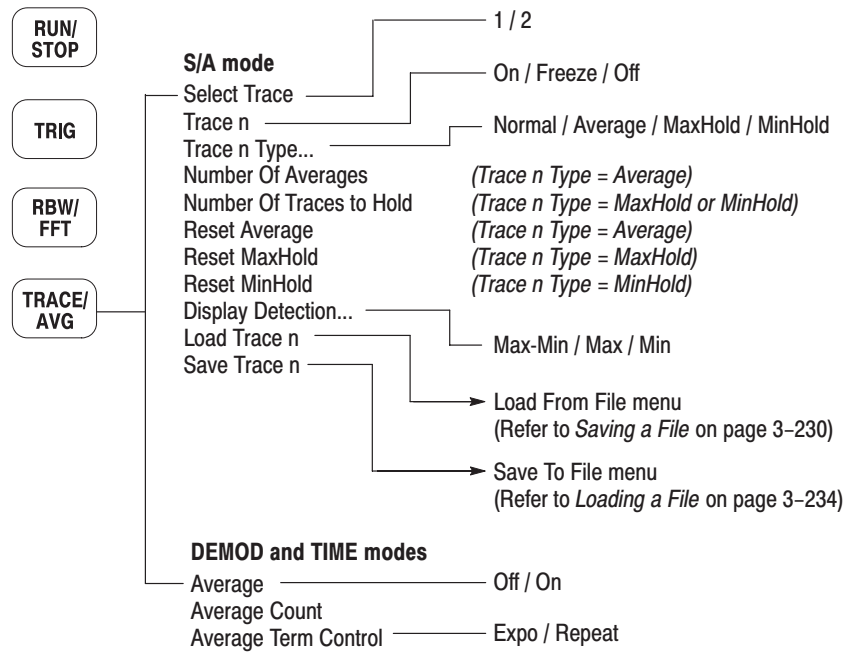 RUN/
STOP
TRIG
RBW/
FFT
TRACE/
AVG
S/A mode
Select Trace
1 / 2
Trace n
On / Freeze / Off
Trace n Type...
Normal / Average / MaxHold / MinHold
Number Of Averages (Trace n Type = Average)
Number Of Traces to Hold (Trace n Type = MaxHold or MinHold)
Reset Average (Trace n Type = Average)
Reset MaxHold (Trace n Type = MaxHold)
Reset MinHold (Trace n Type = MinHold)
Display Detection...
Max-Min / Max / Min
Load Trace n
Load From File menu
(Refer to Saving a File on page 3–230)
Save Trace n
Save To File menu
(Refer to Loading a File on page 3–234)
DEMOD and TIME modes
Average
Off / On
Average Count
Average Term Control
Expo / Repeat